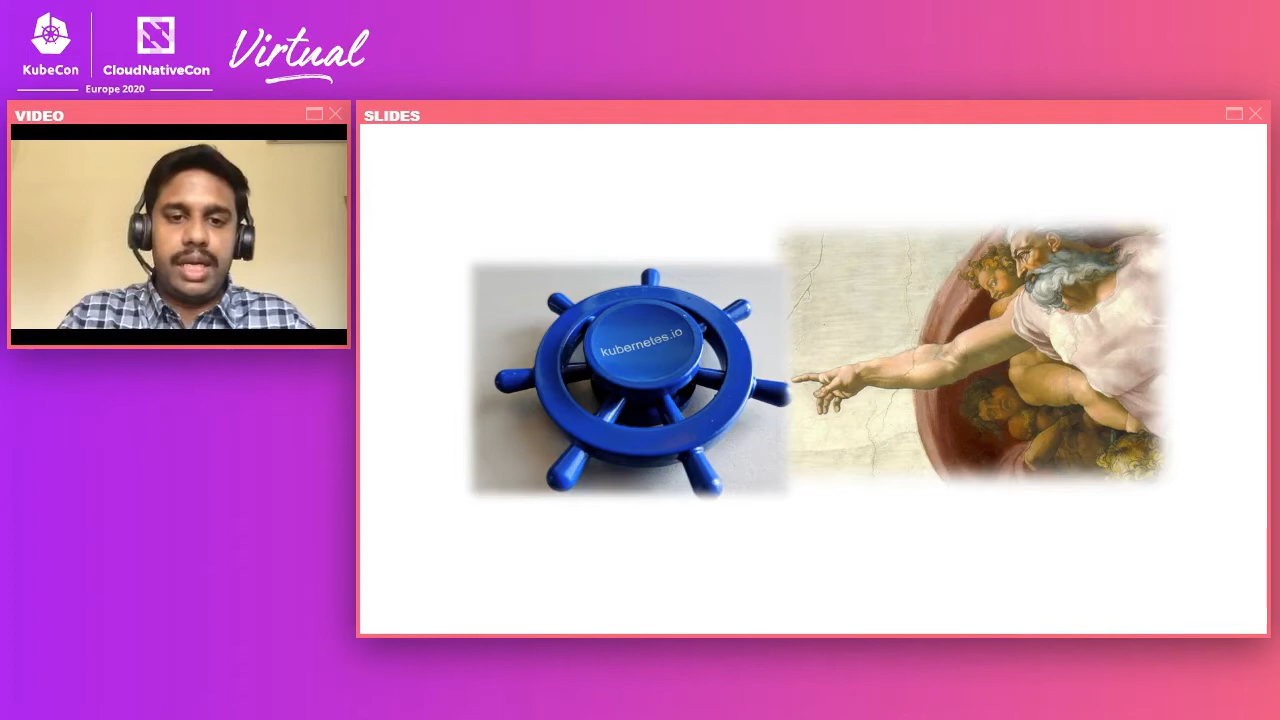 KubeCon
CloudNativeCon
Europe 2020
Virtual
VIDEO
SLIDES
kubernetes.io